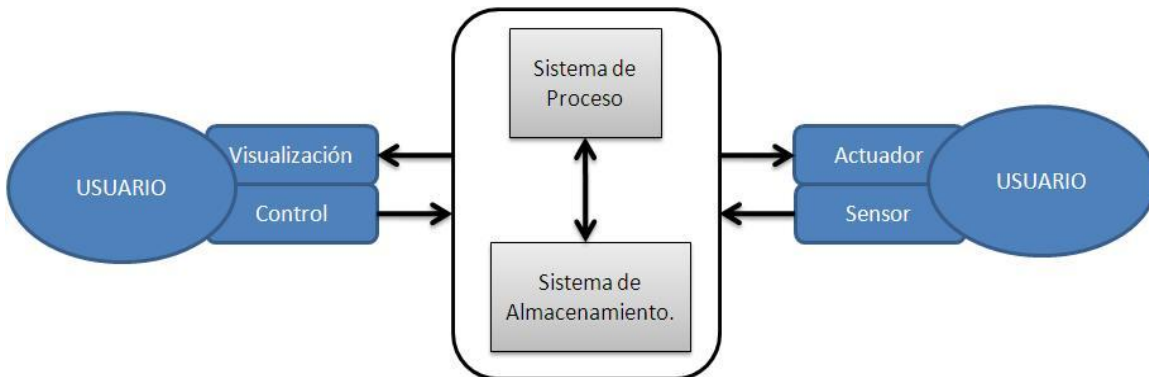 Sistema de
Proceso
Visualización
Actuador
USUARIO
USUARIO
Control
Sensor
Sistema de
Almacenamiento.